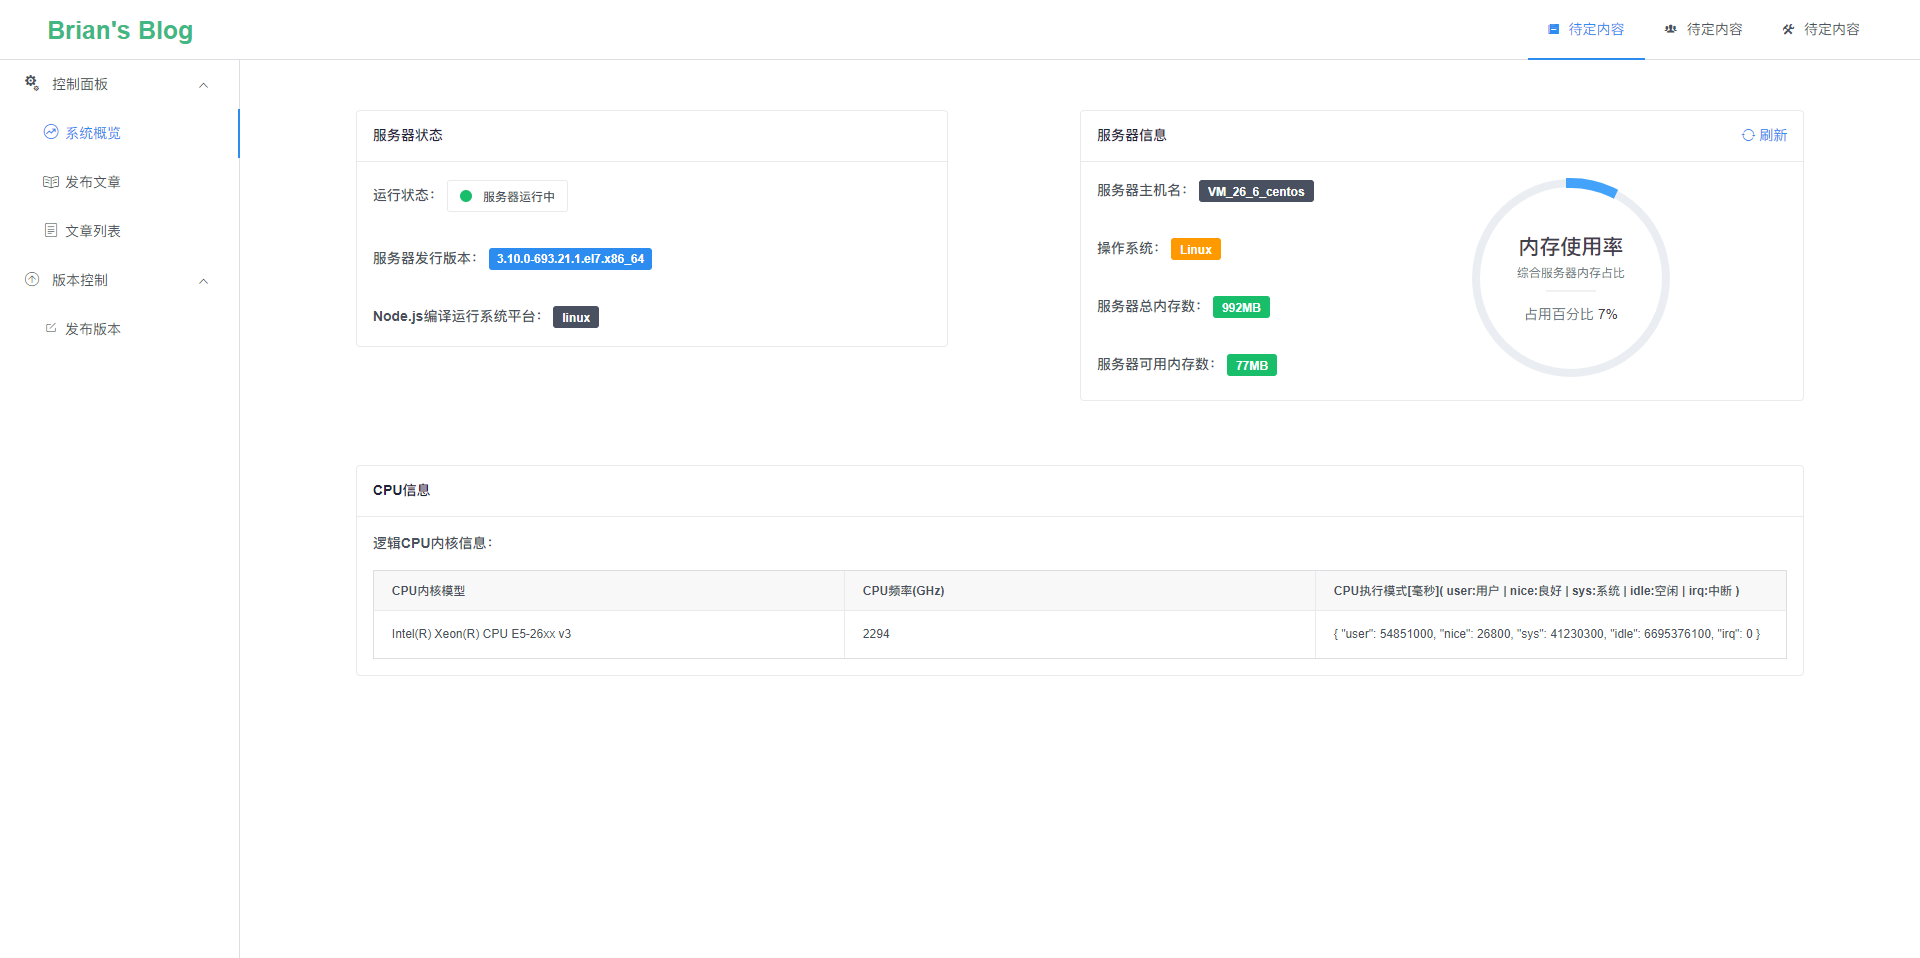 Brian's Blog
待定内容
待定内容
待定内容
控制面板
系统概览
发布文章
文章列表
版本控制
发布版本
服务器状态
运行状态：
服务器运行中
服务器发行版本：
3.10.0-693.21.1.el7.x86_64
Node.js编译运行系统平台：
linux
服务器信息
刷新
服务器主机名：
VM_26_6_centos
操作系统：
Linux
服务器总内存数：
992MB
服务器可用内存数：
77MB
内存使用率
综合服务器内存占比
占用百分比 7%
CPU信息
逻辑CPU内核信息：
CPU内核模型
CPU频率(GHz)
CPU执行模式[毫秒]( user:用户 | nice:良好 | sys:系统 | idle:空闲 | irq:中断 )
Intel(R) Xeon(R) CPU E5-26xx v3
2294
{ "user": 54851000, "nice": 26800, "sys": 41230300, "idle": 6695376100, "irq": 0 }